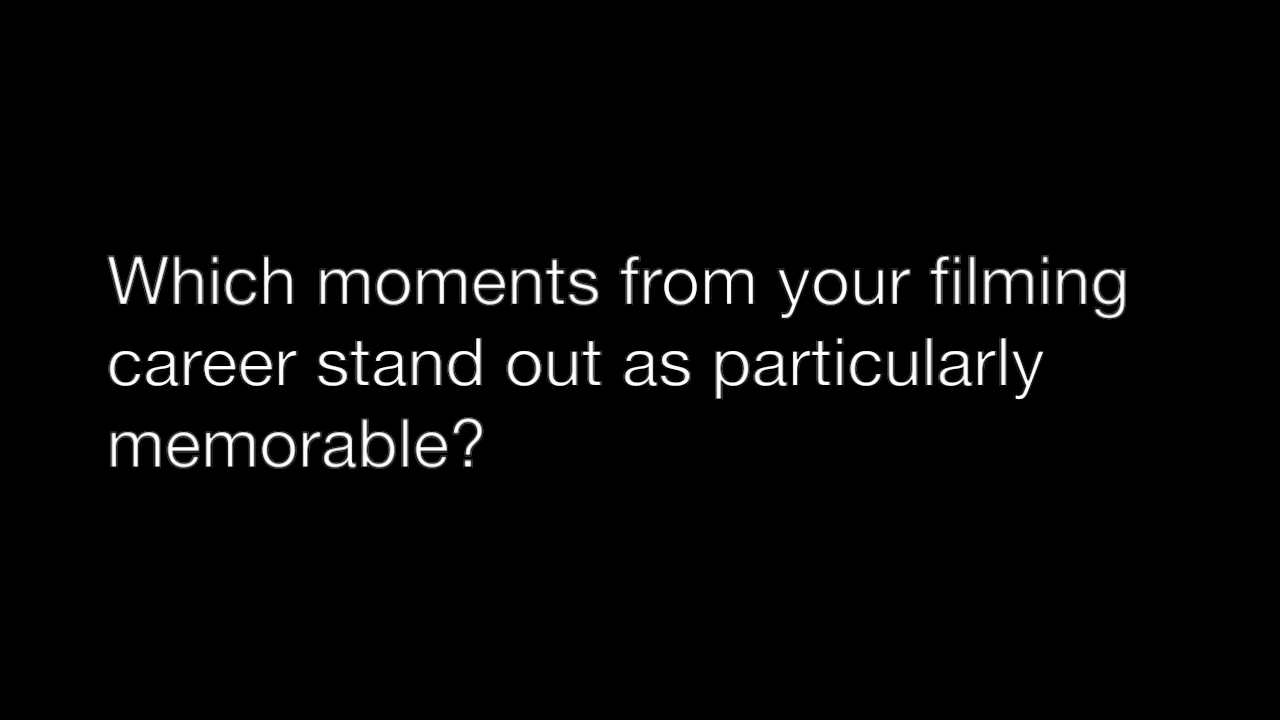 Which moments from your filming
career stand out as particularly
memorable?